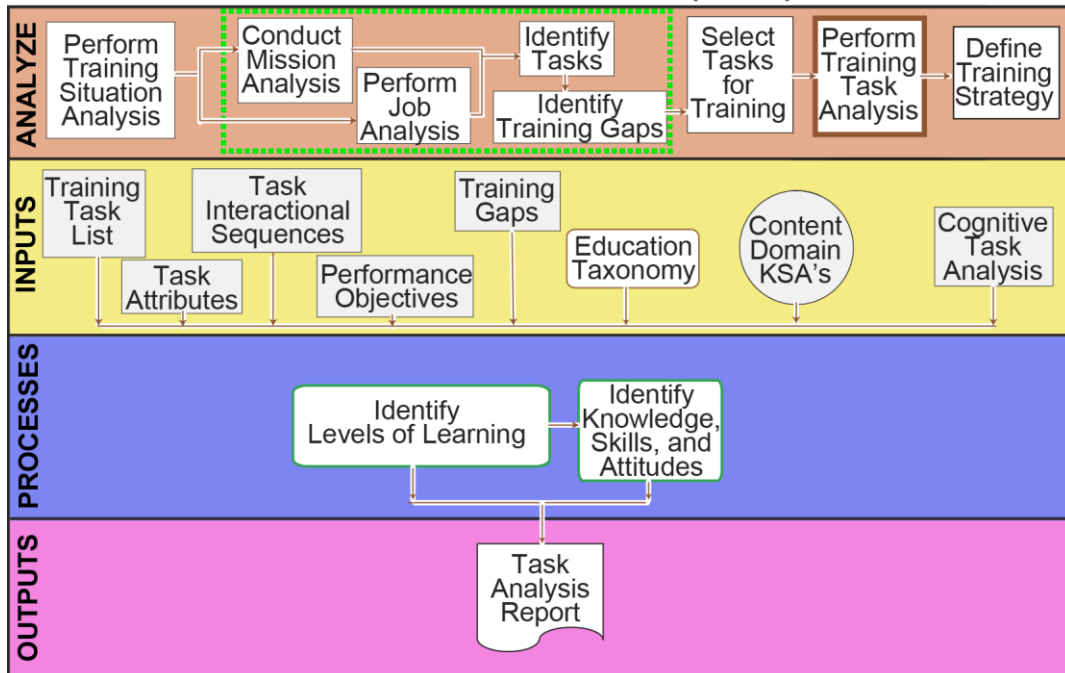 ANALYZE
Perform
Training
Situation
Analysis
Conduct
Mission
Analysis
Perform
Job
Analysis
Identify
Tasks
Identify
Training Gaps
Select
Tasks
for
Training
Perform
Training
Task
Analysis
Define
Training
Strategy
INPUTS
Training
Task
List
Task
Attributes
Task
Interactional
Sequences
Performance
Objectives
Training
Gaps
Education
Taxonomy
Content
Domain
KSA's
Cognitive
Task
Analysis
PROCESSES
Identify
Levels of Learning
Identify
Knowledge,
Skills, and
Attitudes
OUTPUTS
Task
Analysis
Report